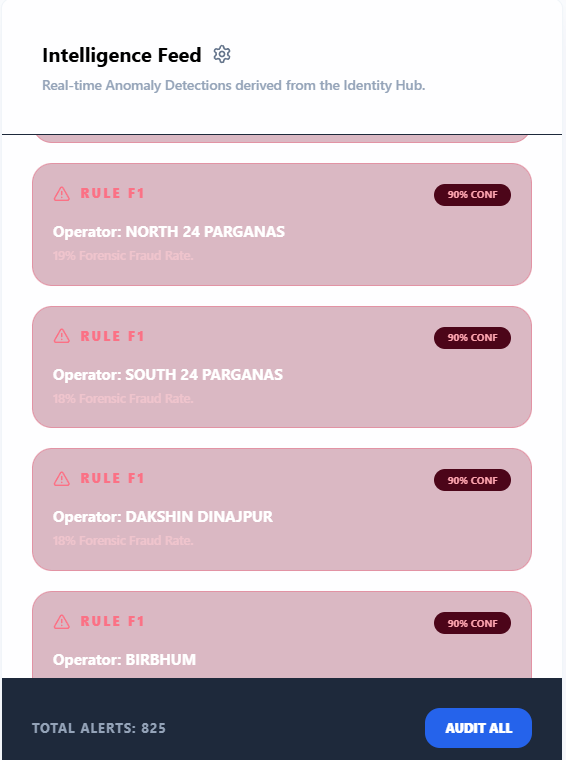 Intelligence Feed
Real-time Anomaly Detections derived from the Identity Hub.
RULE F1
90% CONF
Operator: NORTH 24 PARGANAS
19% Forensic Fraud Rate.
RULE F1
90% CONF
Operator: SOUTH 24 PARGANAS
18% Forensic Fraud Rate.
RULE F1
90% CONF
Operator: DAKSHIN DINAJPUR
18% Forensic Fraud Rate.
RULE F1
90% CONF
Operator: BIRBHUM
TOTAL ALERTS: 825
AUDIT ALL